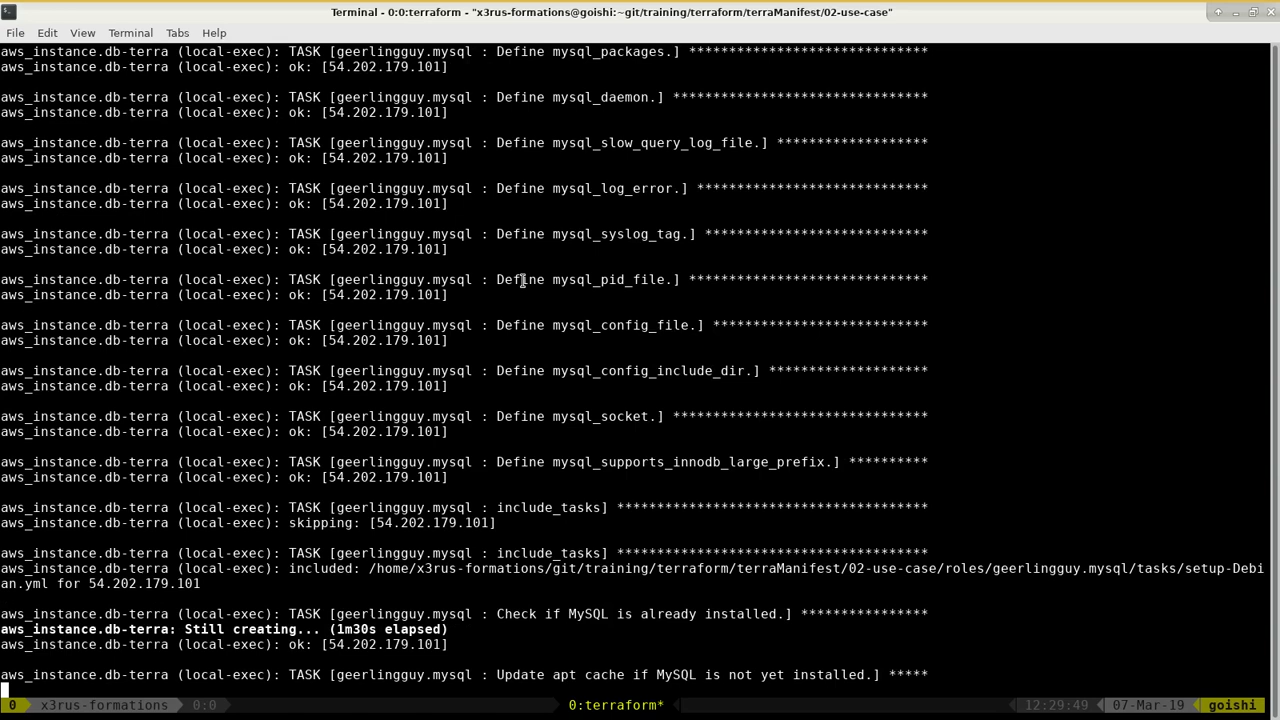 Terminal - 0:0:terraform - "x3rus-formations@goishi:~git/training/terraform/terraManifest/02-use-case"
File Edit View Terminal Tabs Help
aws_instance.db-terra (local-exec): TASK [geerlingguy.mysql : Define mysql_packages.] ******************************
aws_instance.db-terra (local-exec): ok: [54.202.179.101]
aws_instance.db-terra (local-exec): TASK [geerlingguy.mysql : Define mysql_daemon.] ********************************
aws_instance.db-terra (local-exec): ok: [54.202.179.101]
aws_instance.db-terra (local-exec): TASK [geerlingguy.mysql : Define mysql_slow_query_log_file.] *******************
aws_instance.db-terra (local-exec): ok: [54.202.179.101]
aws_instance.db-terra (local-exec): TASK [geerlingguy.mysql : Define mysql_log_error.] *****************************
aws_instance.db-terra (local-exec): ok: [54.202.179.101]
aws_instance.db-terra (local-exec): TASK [geerlingguy.mysql : Define mysql_syslog_tag.] ****************************
aws_instance.db-terra (local-exec): ok: [54.202.179.101]
aws_instance.db-terra (local-exec): TASK [geerlingguy.mysql : Define mysql_pid_file.] ******************************
aws_instance.db-terra (local-exec): ok: [54.202.179.101]
aws_instance.db-terra (local-exec): TASK [geerlingguy.mysql : Define mysql_config_file.] ***************************
aws_instance.db-terra (local-exec): ok: [54.202.179.101]
aws_instance.db-terra (local-exec): TASK [geerlingguy.mysql : Define mysql_config_include_dir.] ********************
aws_instance.db-terra (local-exec): ok: [54.202.179.101]
aws_instance.db-terra (local-exec): TASK [geerlingguy.mysql : Define mysql_socket.] ********************************
aws_instance.db-terra (local-exec): ok: [54.202.179.101]
aws_instance.db-terra (local-exec): TASK [geerlingguy.mysql : Define mysql_supports_innodb_large_prefix.] **********
aws_instance.db-terra (local-exec): ok: [54.202.179.101]
aws_instance.db-terra (local-exec): TASK [geerlingguy.mysql : include_tasks] ***************************************
aws_instance.db-terra (local-exec): skipping: [54.202.179.101]
aws_instance.db-terra (local-exec): TASK [geerlingguy.mysql : include_tasks] ***************************************
aws_instance.db-terra (local-exec): included: /home/x3rus-formations/git/training/terraform/terraManifest/02-use-case/roles/geerlingguy.mysql/tasks/setup-Debi
an.yml for 54.202.179.101
aws_instance.db-terra (local-exec): TASK [geerlingguy.mysql : Check if MySQL is already installed.] ****************
aws_instance.db-terra: Still creating... (1m30s elapsed)
aws_instance.db-terra (local-exec): ok: [54.202.179.101]
aws_instance.db-terra (local-exec): TASK [geerlingguy.mysql : Update apt cache if MySQL is not yet installed.] *****
0 x3rus-formations 0:0 0:terraform* 12:29:49 07-Mar-19 goishi